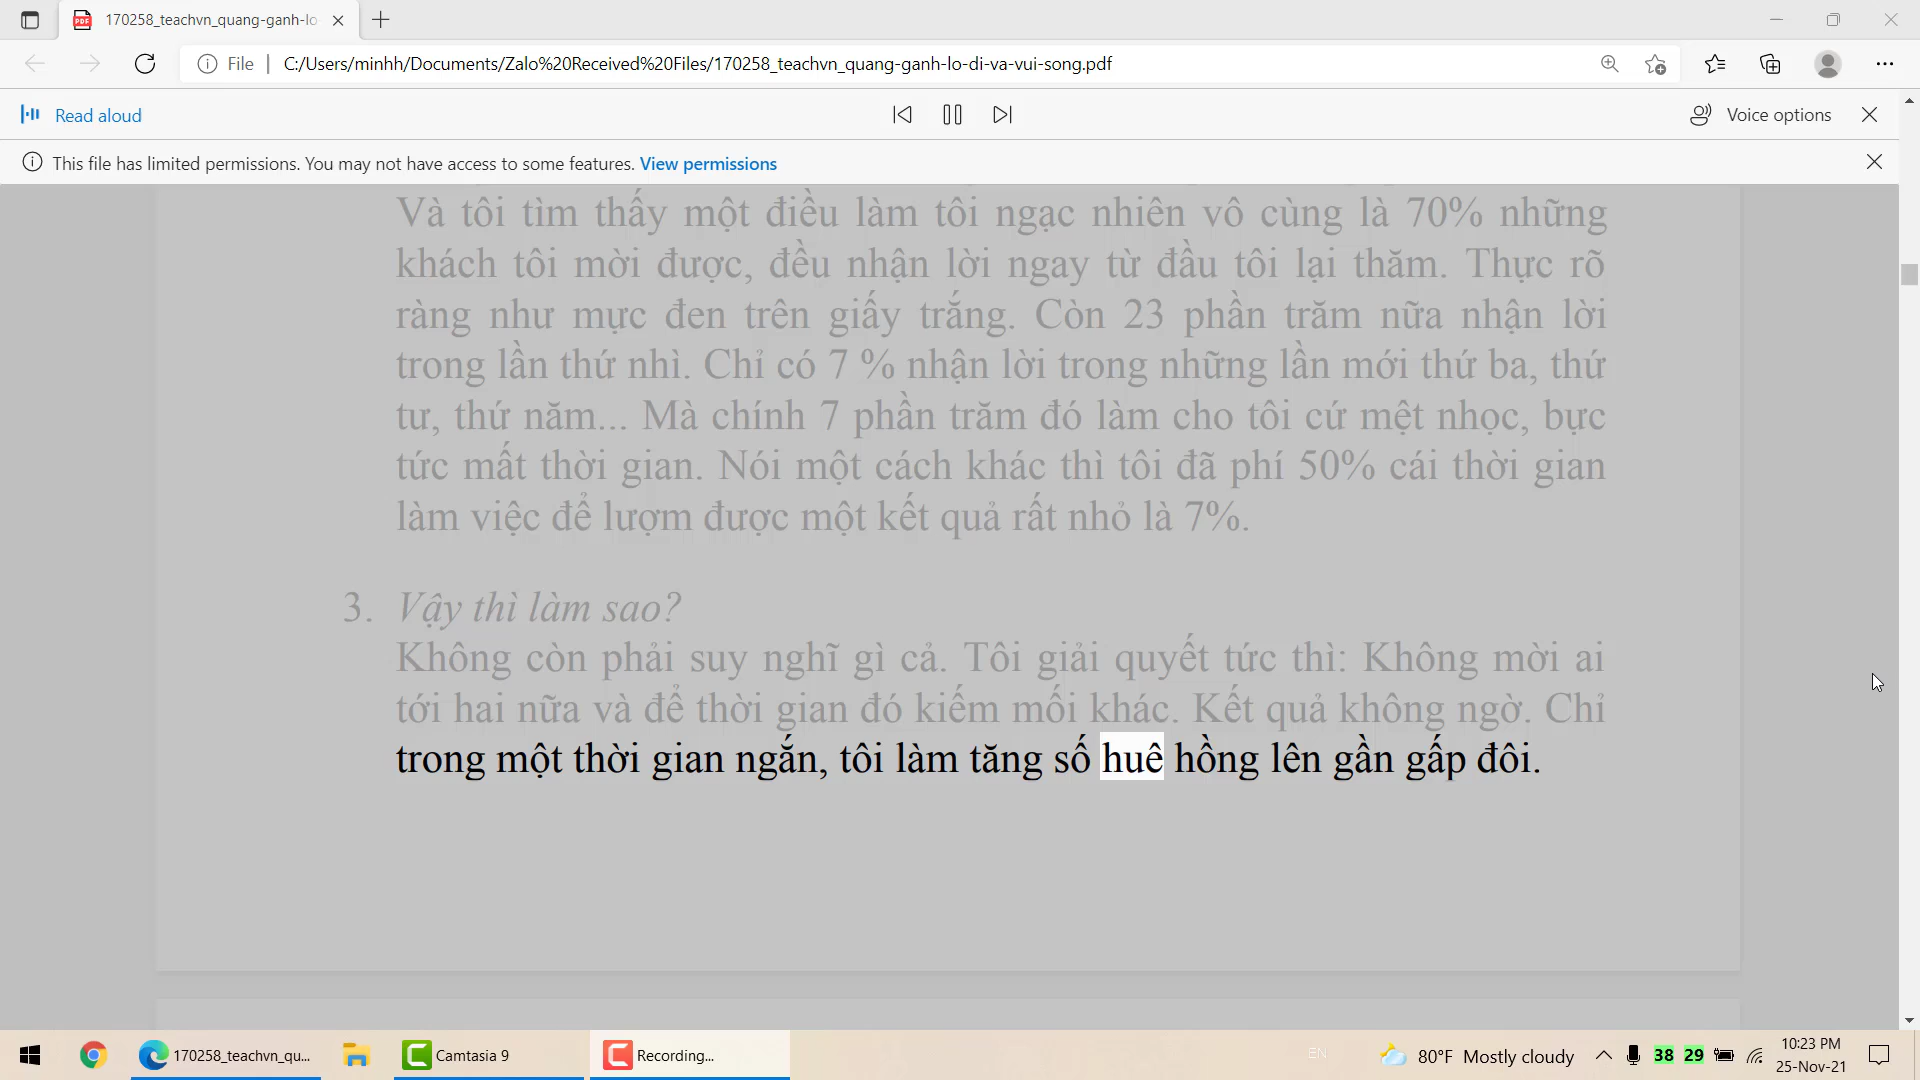 170258_teachvn_quang-ganh-lo
File
C:/Users/minhh/Documents/Zalo%20Received%20Files/170258_teachvn_quang-ganh-lo-di-va-vui-song.pdf
Read aloud
Voice options
This file has limited permissions. You may not have access to some features. View permissions
Và tôi tìm thấy một điều làm tôi ngạc nhiên vô cùng là 70% những
khách tôi mời được, đều nhận lời ngay từ đầu tôi lại thăm. Thực rõ
ràng như mực đen trên giấy trắng. Còn 23 phần trăm nữa nhận lời
trong lần thứ nhì. Chỉ có 7 % nhận lời trong những lần mới thứ ba, thứ
tư, thứ năm... Mà chính 7 phần trăm đó làm cho tôi cứ mệt nhọc, bực
tức mất thời gian. Nói một cách khác thì tôi đã phí 50% cái thời gian
làm việc để lượm được một kết quả rất nhỏ là 7%.
3. Vậy thì làm sao?
Không còn phải suy nghĩ gì cả. Tôi giải quyết tức thì: Không mời ai
tới hai nữa và để thời gian đó kiếm mối khác. Kết quả không ngờ. Chỉ
trong một thời gian ngắn, tôi làm tăng số huê hồng lên gần gấp đôi.
170258_teachvn_qu...
Camtasia 9
Recording...
EN
80°F Mostly cloudy
38 29
10:23 PM
25-Nov-21